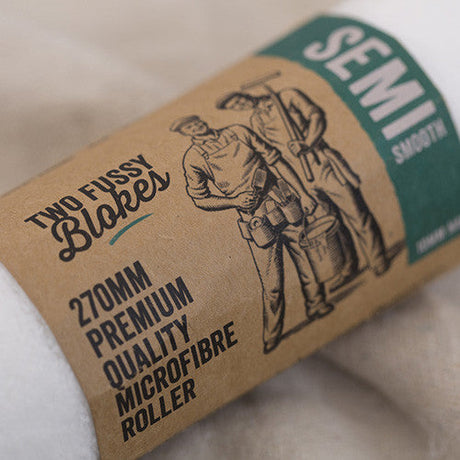 TWO FUSSY
Blokes
270MM
PREMIUM
QUALITY
MICROFIBRE
ROLLER
SEMI
SMOOTH